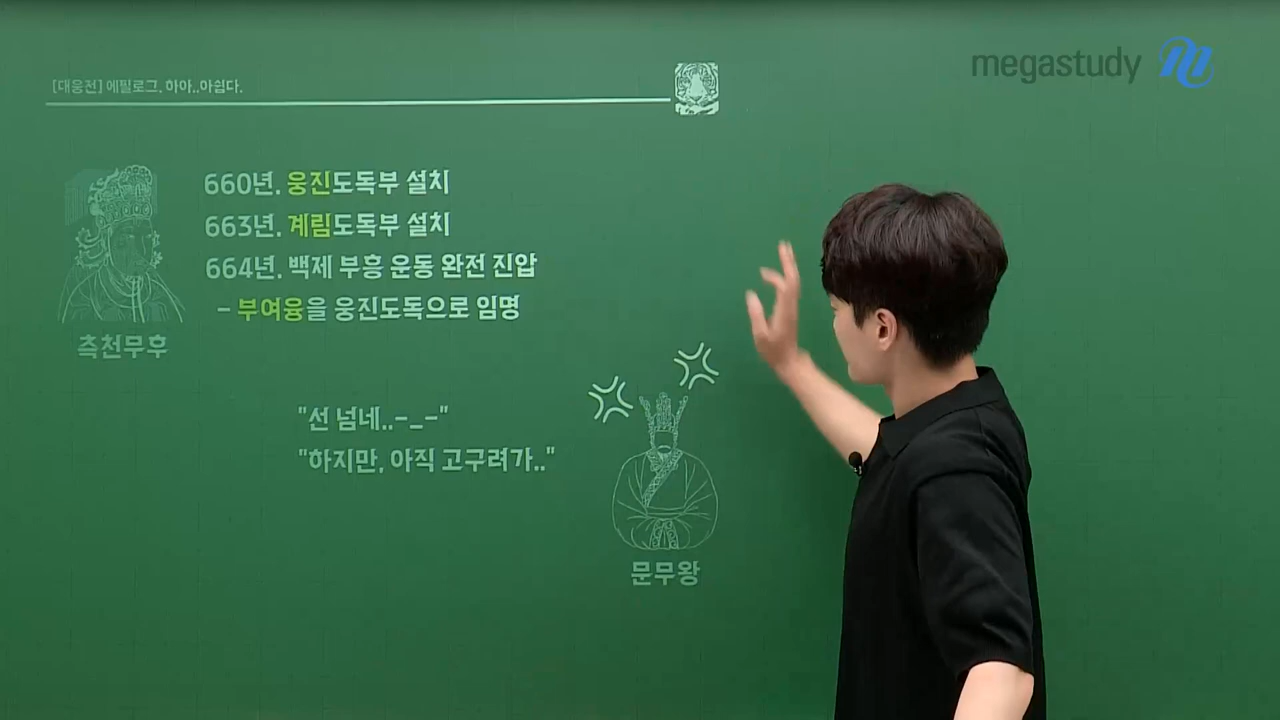 megastudy
[대웅전] 에필로그. 하아..아쉽다.
660년. 웅진도독부 설치
663년. 계림도독부 설치
664년. 백제 부흥 운동 완전 진압
- 부여융을 웅진도독으로 임명
측천무후
"선 넘네..-_-"
"하지만, 아직 고구려가.."
문무왕